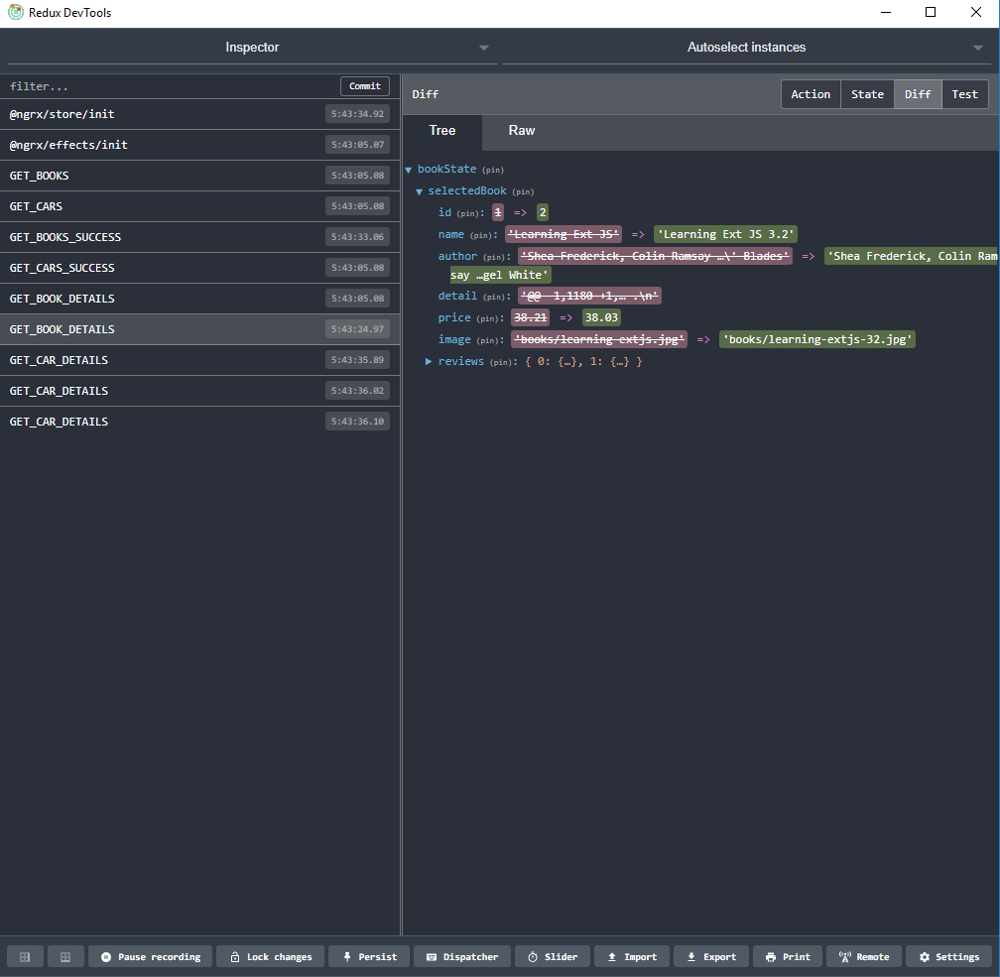 Redux DevTools
Inspector
Autoselect instances
filter...
Commit
@ngrx/store/init 5:43:34.92
@ngrx/effects/init 5:43:05.07
GET_BOOKS 5:43:05.08
GET_CARS 5:43:05.08
GET_BOOKS_SUCCESS 5:43:33.06
GET_CARS_SUCCESS 5:43:05.08
GET_BOOK_DETAILS 5:43:05.08
GET_BOOK_DETAILS 5:43:24.97
GET_CAR_DETAILS 5:43:35.89
GET_CAR_DETAILS 5:43:36.02
GET_CAR_DETAILS 5:43:36.10
Diff
Action State Diff Test
Tree Raw
bookState (pin)
selectedBook (pin)
id (pin): 1 => 2
name (pin): 'Learning Ext JS' => 'Learning Ext JS 3.2'
author (pin): 'Shea Frederick, Colin Ramsay …\' Blades' => 'Shea Frederick, Colin Ram
say …gel White'
detail (pin): '@@ -1,1180 +1,… .\n'
price (pin): 38.21 => 38.03
image (pin): 'books/learning-extjs.jpg' => 'books/learning-extjs-32.jpg'
reviews (pin): { 0: {…}, 1: {…} }
Pause recording Lock changes Persist Dispatcher Slider Import Export Print Remote Settings